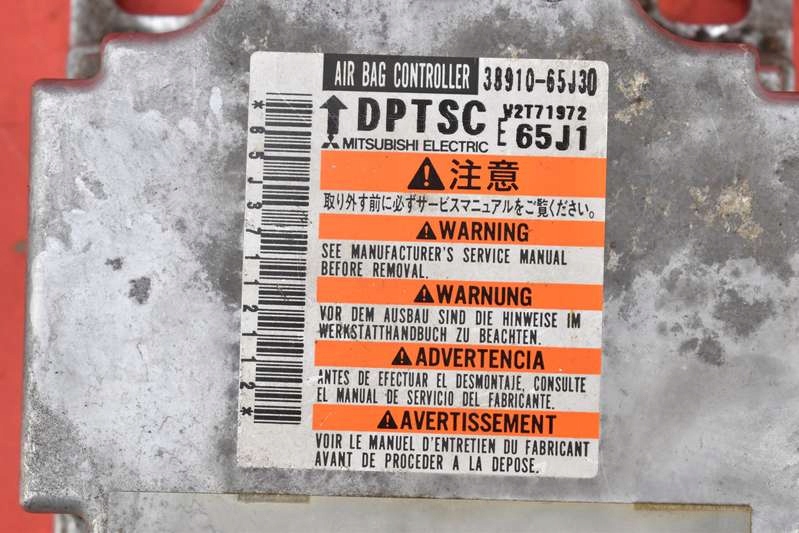 AIR BAG CONTROLLER 38910-65J30
DPTSC W2T71972
E 65J1
MITSUBISHI ELECTRIC
注意
取り外す前に必ずサービスマニュアルをご覧ください。
WARNING
SEE MANUFACTURER'S SERVICE MANUAL
BEFORE REMOVAL.
WARNUNG
VOR DEM AUSBAU SIND DIE HINWEISE IM
WERKSTATTHANDBUCH ZU BEACHTEN.
ADVERTENCIA
ANTES DE EFECTUAR EL DESMONTAJE, CONSULTE
EL MANUAL DE SERVICIO DEL FABRICANTE.
AVERTISSEMENT
VOIR LE MANUEL D'ENTRETIEN DU FABRICANT
AVANT DE PROCEDER A LA DEPOSE.
*65J37112112*